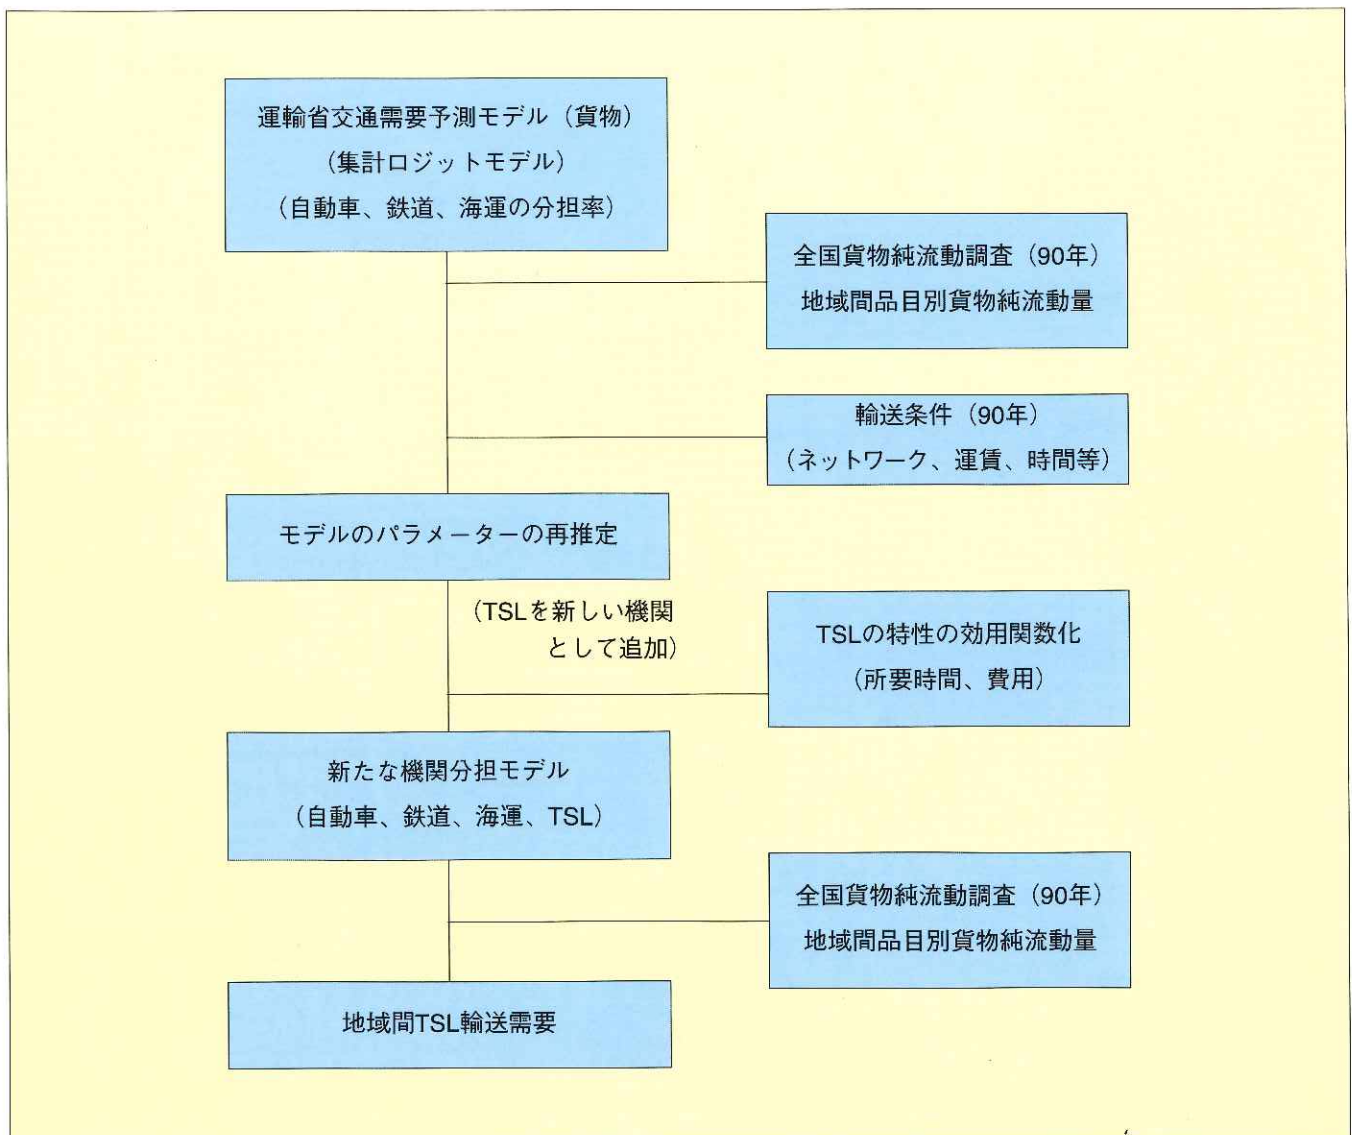 運輸省交通需要予測モデル（貨物）
（集計ロジットモデル）
（自動車、鉄道、海運の分担率）
全国貨物純流動調査（90年）
地域間品目別貨物純流動量
輸送条件（90年）
（ネットワーク、運賃、時間等）
モデルのパラメーターの再推定
（TSLを新しい機関
として追加）
TSLの特性の効用関数化
（所要時間、費用）
新たな機関分担モデル
（自動車、鉄道、海運、TSL）
全国貨物純流動調査（90年）
地域間品目別貨物純流動量
地域間TSL輸送需要